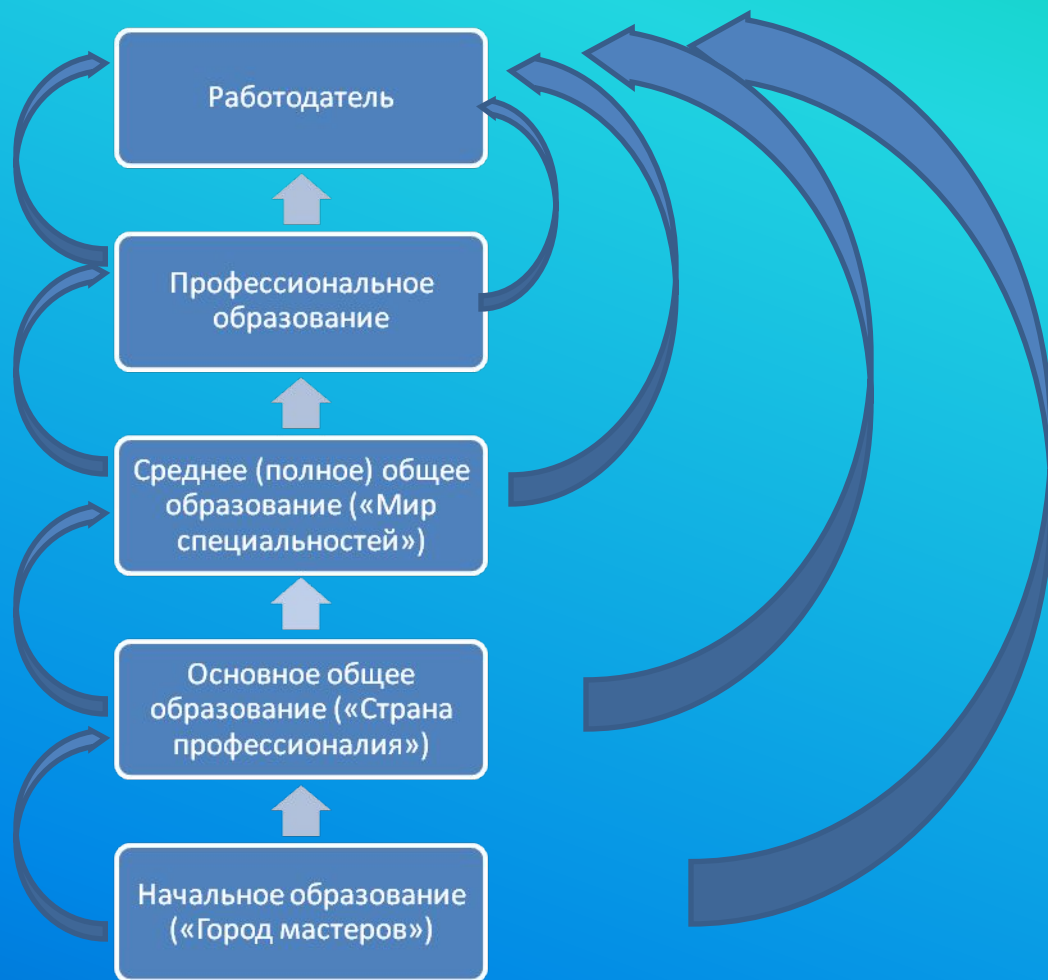 Работодатель
Профессиональное
образование
Среднее (полное) общее
образование («Мир
специальностей»)
Основное общее
образование («Страна
профессионалия»)
Начальное образование
(«Город мастеров»)